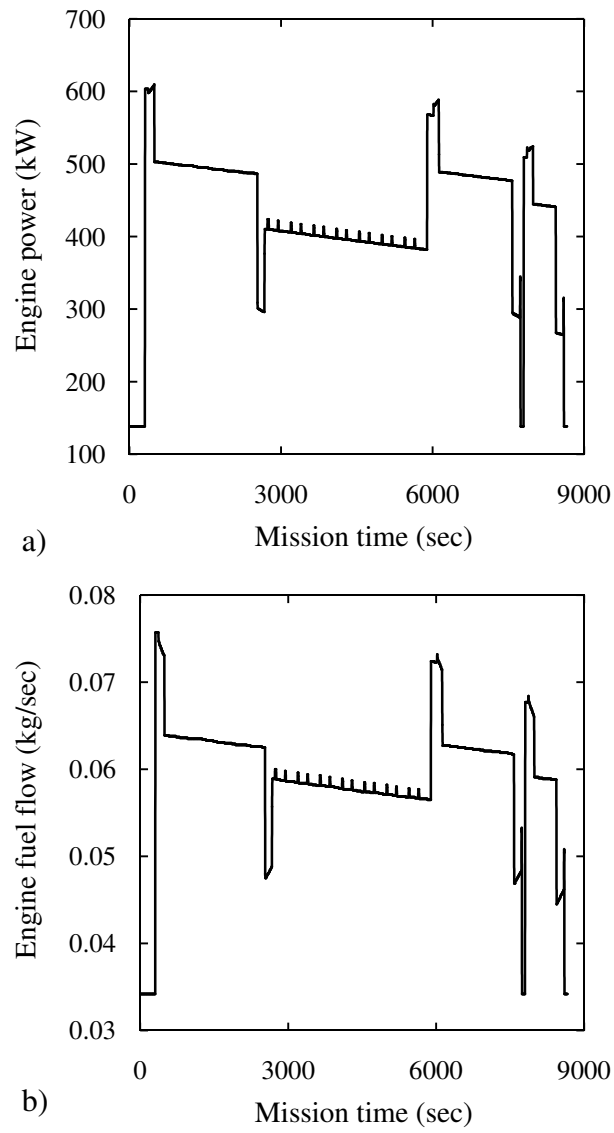 700
600
500
400
300
200
100
Engine power (kW)
0 3000 6000 9000
Mission time (sec)
a)
0.08
0.07
0.06
0.05
0.04
0.03
Engine fuel flow (kg/sec)
0 3000 6000 9000
Mission time (sec)
b)